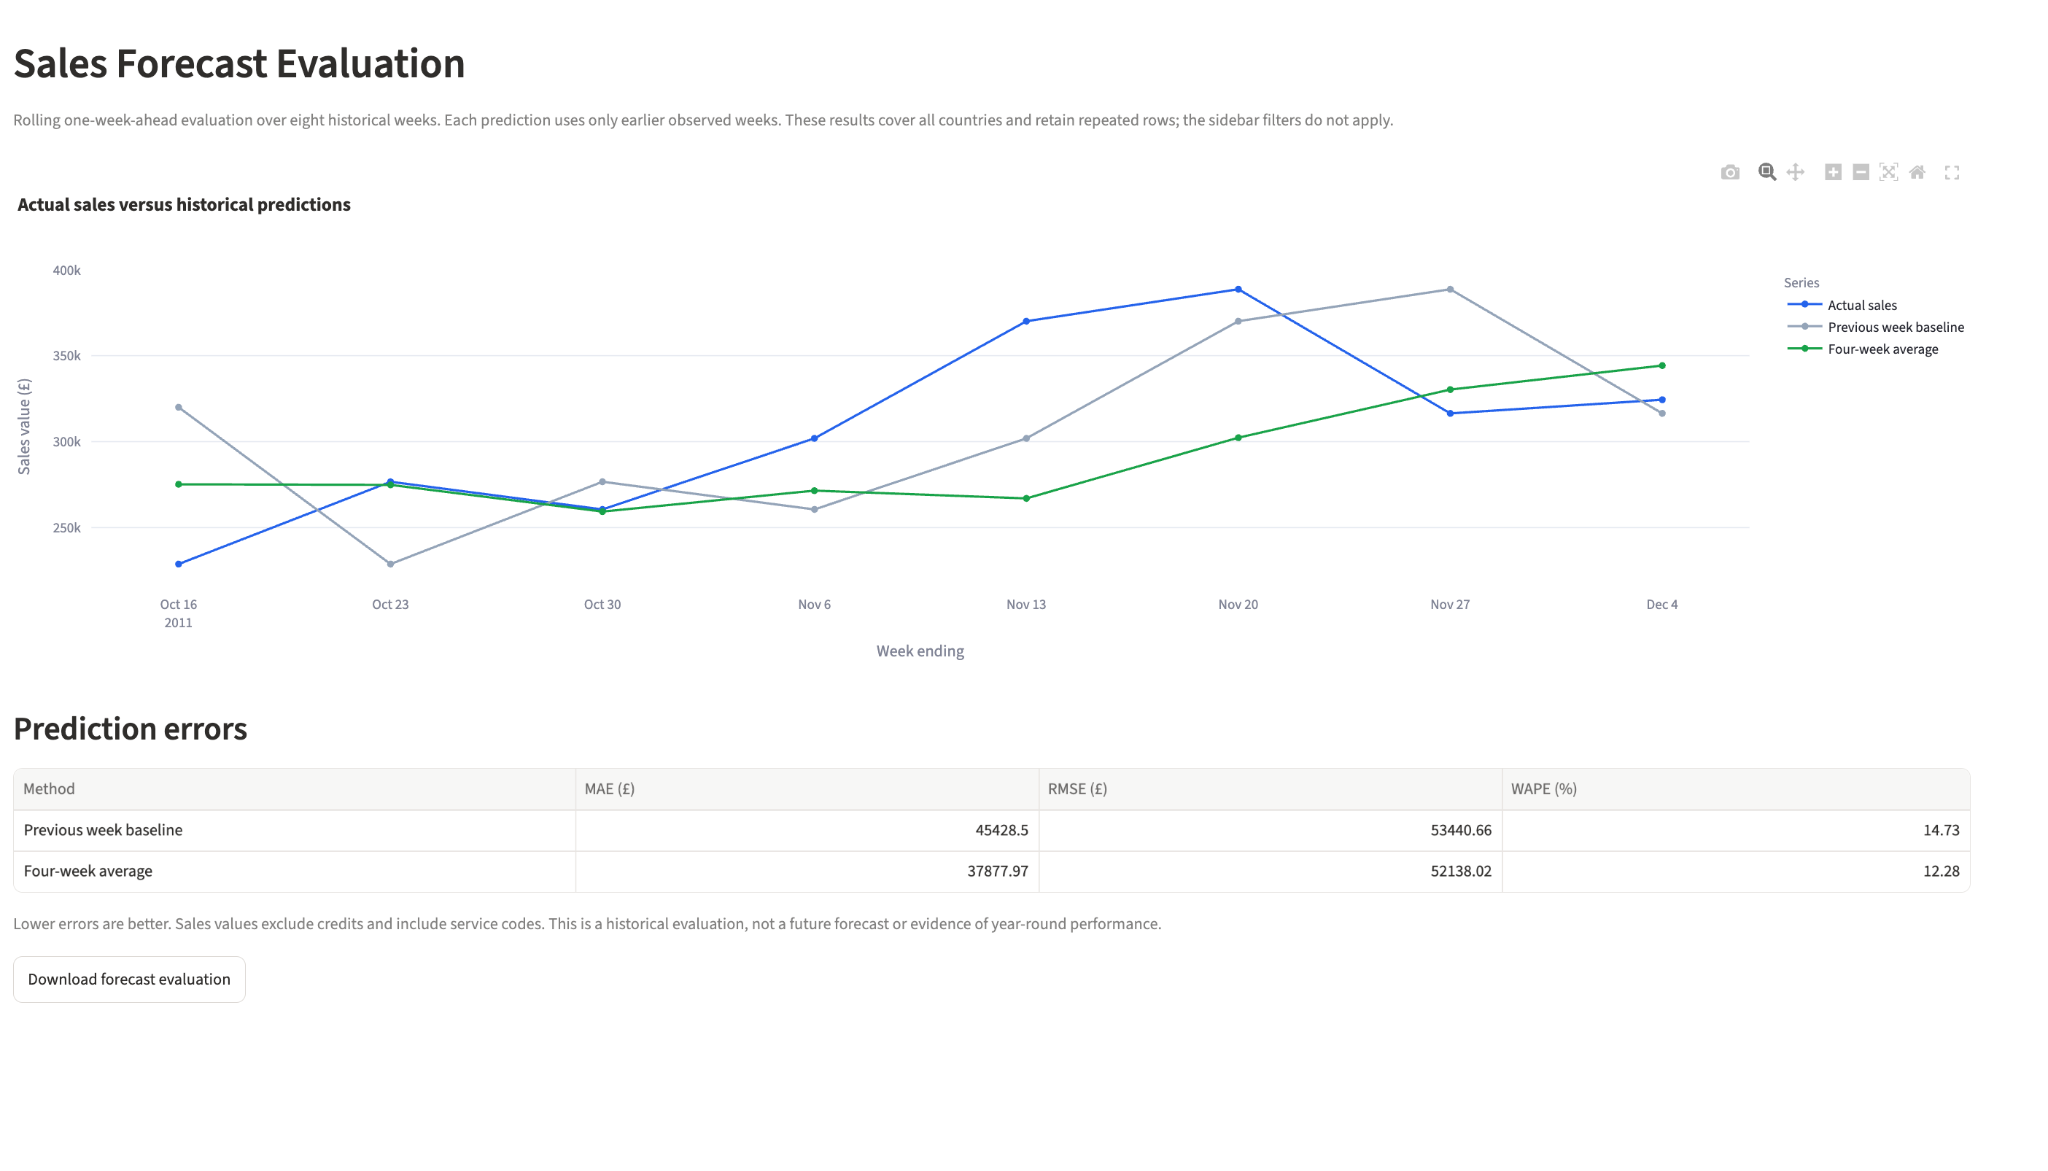 Sales Forecast Evaluation
Rolling one-week-ahead evaluation over eight historical weeks. Each prediction uses only earlier observed weeks. These results cover all countries and retain repeated rows; the sidebar filters do not apply.
Actual sales versus historical predictions
400k
350k
300k
250k
Sales value (£)
Oct 16
2011
Oct 23
Oct 30
Nov 6
Nov 13
Nov 20
Nov 27
Dec 4
Week ending
Series
Actual sales
Previous week baseline
Four-week average
Prediction errors
Method MAE (£) RMSE (£) WAPE (%)
Previous week baseline 45428.5 53440.66 14.73
Four-week average 37877.97 52138.02 12.28
Lower errors are better. Sales values exclude credits and include service codes. This is a historical evaluation, not a future forecast or evidence of year-round performance.
Download forecast evaluation